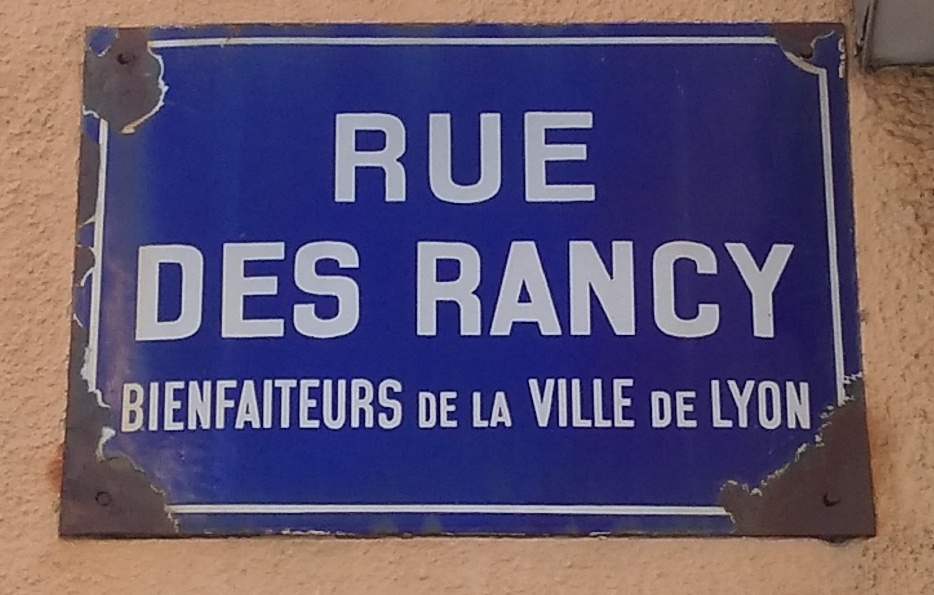 RUE
DES RANCY
BIENFAITEURS DE LA VILLE DE LYON